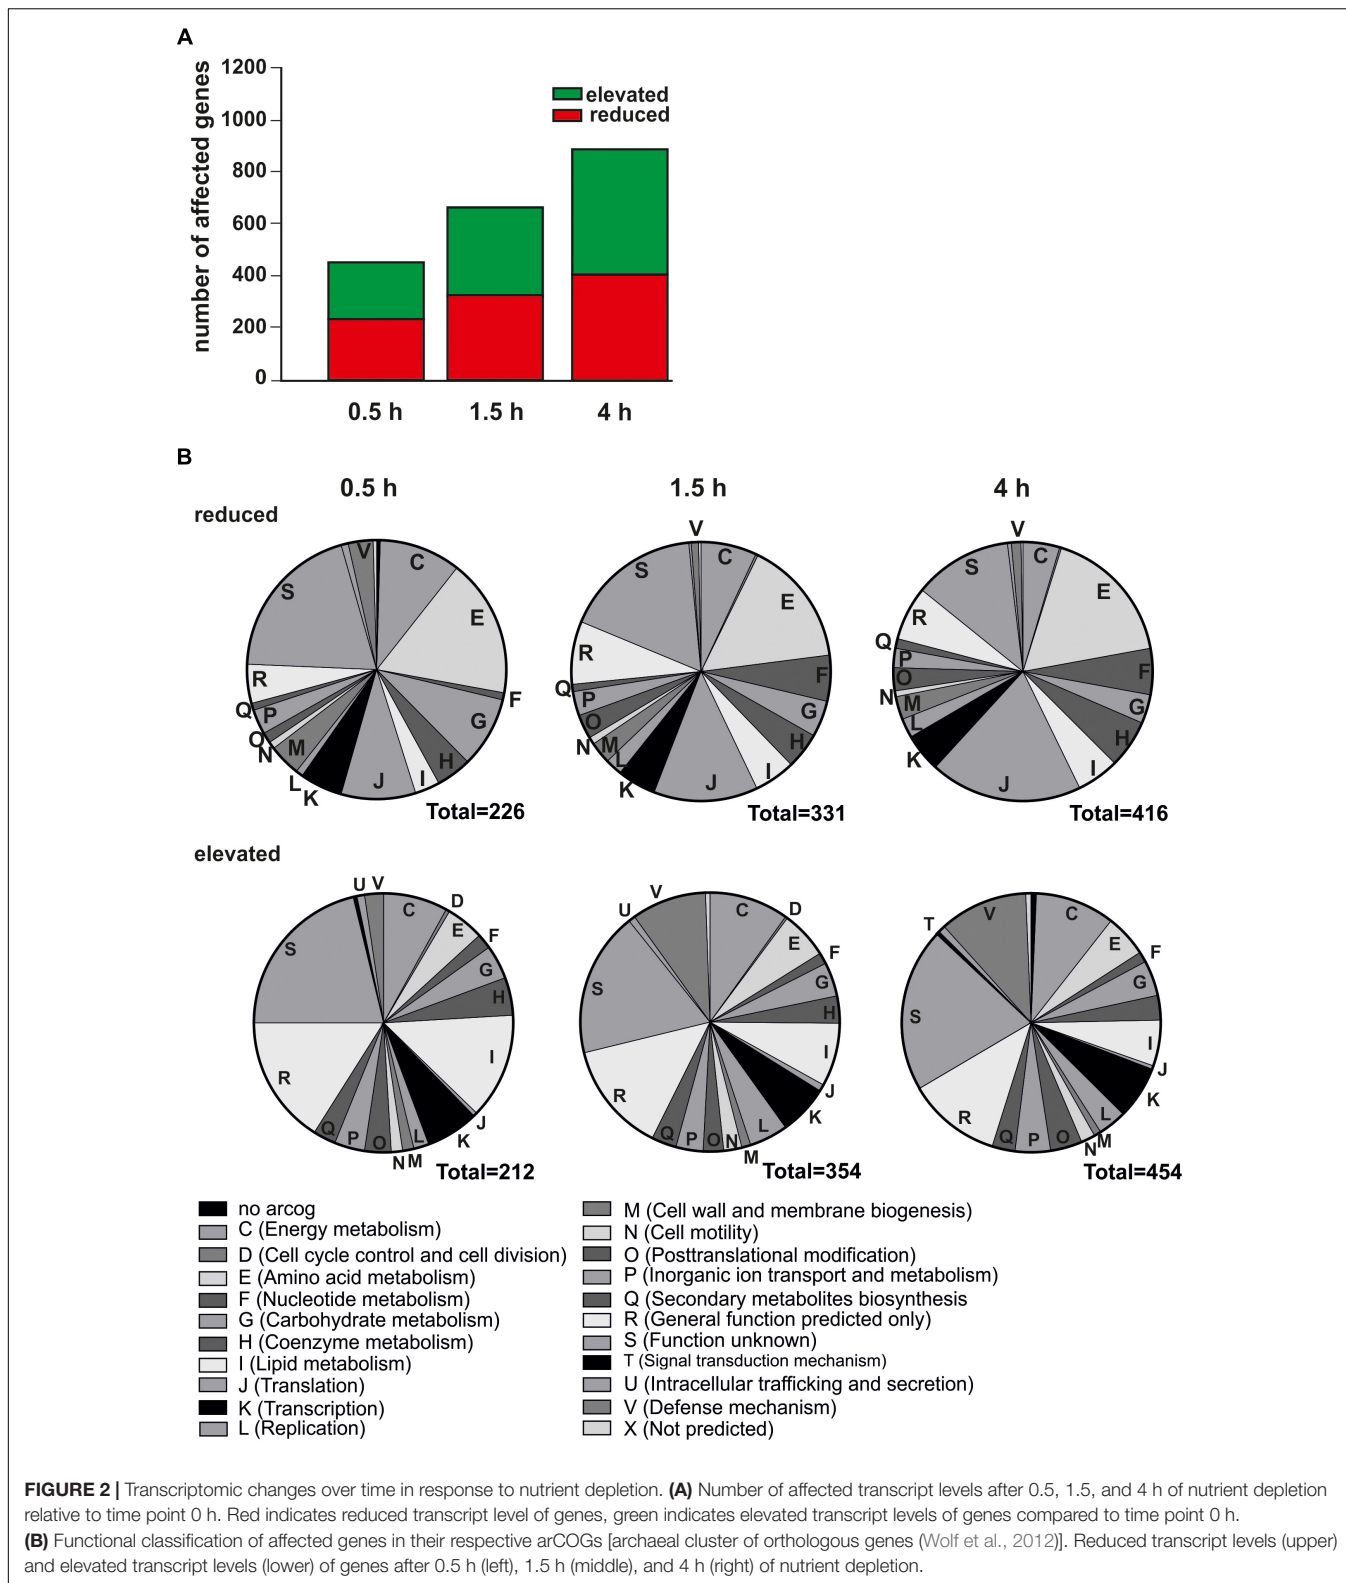 A
number of affected genes
1200
1000
800
600
400
200
0
elevated
reduced
0.5 h
1.5 h
4 h
B
0.5 h
1.5 h
4 h
reduced
V
C
E
F
G
H
I
J
K
L
M
N
O
P
Q
R
S
Total=226
V
C
E
F
G
H
I
J
K
L
M
N
O
P
Q
R
S
Total=331
V
C
E
F
G
H
I
J
K
L
M
N
O
P
Q
R
S
Total=416
elevated
U
V
C
D
E
F
G
H
I
J
K
L
M
N
O
P
Q
R
S
Total=212
U
V
C
D
E
F
G
H
I
J
K
L
M
N
O
P
Q
R
S
Total=354
T
V
C
E
F
G
I
J
K
L
M
N
O
P
Q
R
S
Total=454
no arcog
C (Energy metabolism)
D (Cell cycle control and cell division)
E (Amino acid metabolism)
F (Nucleotide metabolism)
G (Carbohydrate metabolism)
H (Coenzyme metabolism)
I (Lipid metabolism)
J (Translation)
K (Transcription)
L (Replication)
M (Cell wall and membrane biogenesis)
N (Cell motility)
O (Posttranslational modification)
P (Inorganic ion transport and metabolism)
Q (Secondary metabolites biosynthesis
R (General function predicted only)
S (Function unknown)
T (Signal transduction mechanism)
U (Intracellular trafficking and secretion)
V (Defense mechanism)
X (Not predicted)
FIGURE 2 | Transcriptomic changes over time in response to nutrient depletion. (A) Number of affected transcript levels after 0.5, 1.5, and 4 h of nutrient depletion
relative to time point 0 h. Red indicates reduced transcript level of genes, green indicates elevated transcript levels of genes compared to time point 0 h.
(B) Functional classification of affected genes in their respective arCOGs [archaeal cluster of orthologous genes (Wolf et al., 2012)]. Reduced transcript levels (upper)
and elevated transcript levels (lower) of genes after 0.5 h (left), 1.5 h (middle), and 4 h (right) of nutrient depletion.